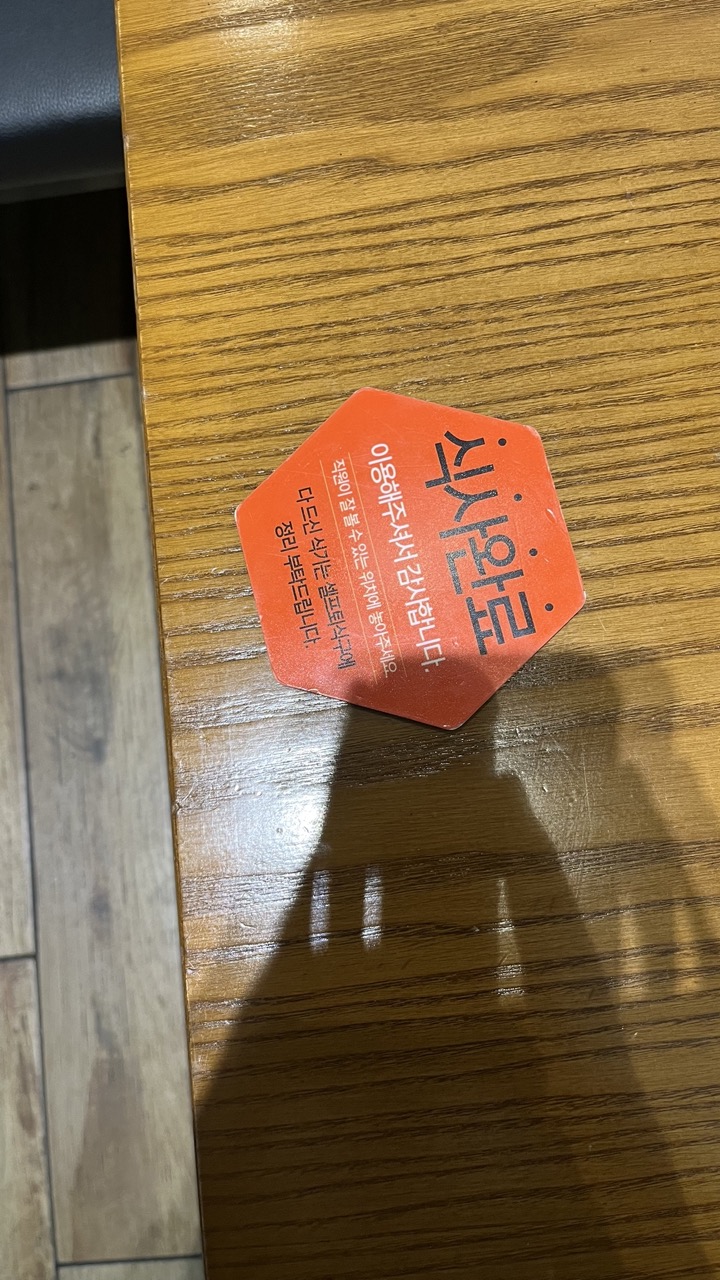 식사완료
이용해주셔서 감사합니다.
직원이 잘 볼 수 있는 위치에 놓아주세요.
다 드신 식기는 셀프퇴식구에
정리 부탁드립니다.